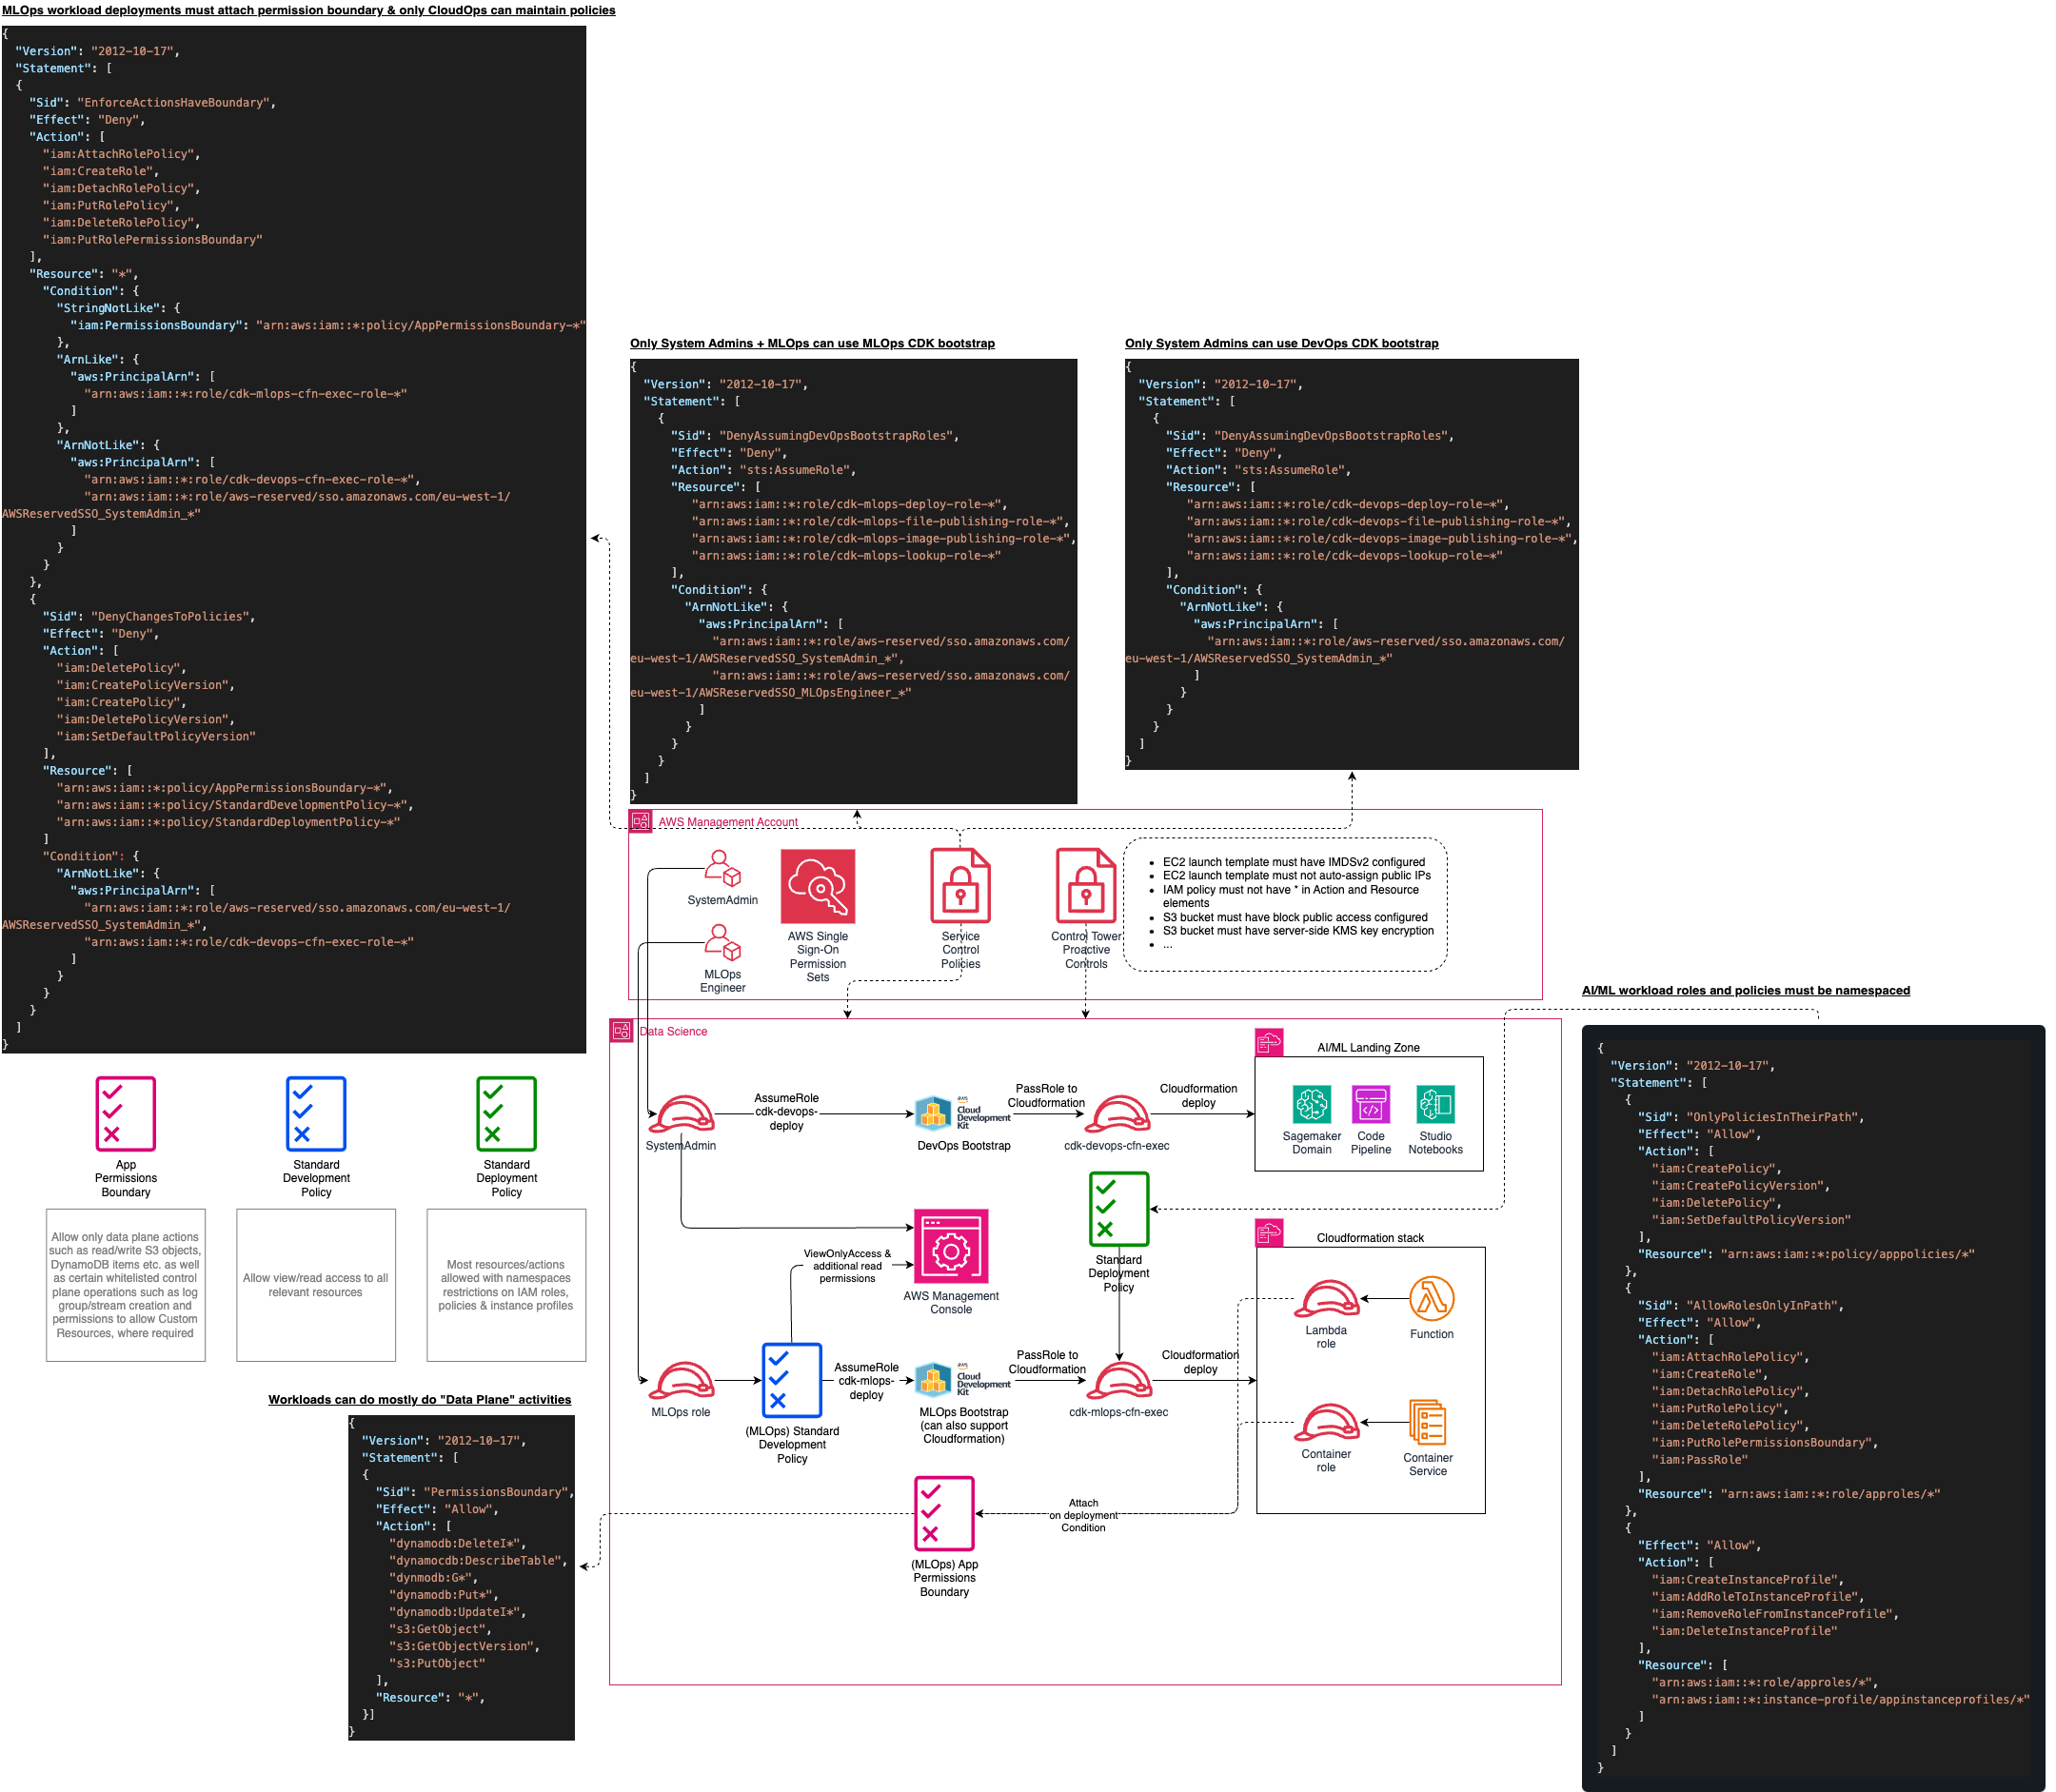 MLOps workload deployments must attach permission boundary & only CloudOps can maintain policies
{
"Version": "2012-10-17",
"Statement": [
{
"Sid": "EnforceActionsHaveBoundary",
"Effect": "Deny",
"Action": [
"iam:AttachRolePolicy",
"iam:CreateRole",
"iam:DetachRolePolicy",
"iam:PutRolePolicy",
"iam:DeleteRolePolicy",
"iam:PutRolePermissionsBoundary"
],
"Resource": "*",
"Condition": {
"StringNotLike": {
"iam:PermissionsBoundary": "arn:aws:iam::*:policy/AppPermissionsBoundary-*"
},
"ArnLike": {
"aws:PrincipalArn": [
"arn:aws:iam::*:role/cdk-mlops-cfn-exec-role-*"
]
},
"ArnNotLike": {
"aws:PrincipalArn": [
"arn:aws:iam::*:role/cdk-devops-cfn-exec-role-*",
"arn:aws:iam::*:role/aws-reserved/sso.amazonaws.com/eu-west-1/
AWSReservedSSO_SystemAdmin_*"
]
}
}
},
{
"Sid": "DenyChangesToPolicies",
"Effect": "Deny",
"Action": [
"iam:DeletePolicy",
"iam:CreatePolicyVersion",
"iam:CreatePolicy",
"iam:DeletePolicyVersion",
"iam:SetDefaultPolicyVersion"
],
"Resource": [
"arn:aws:iam::*:policy/AppPermissionsBoundary-*",
"arn:aws:iam::*:policy/StandardDevelopmentPolicy-*",
"arn:aws:iam::*:policy/StandardDeploymentPolicy-*"
]
"Condition": {
"ArnNotLike": {
"aws:PrincipalArn": [
"arn:aws:iam::*:role/aws-reserved/sso.amazonaws.com/eu-west-1/
AWSReservedSSO_SystemAdmin_*",
"arn:aws:iam::*:role/cdk-devops-cfn-exec-role-*"
]
}
}
}
]
}
Only System Admins + MLOps can use MLOps CDK bootstrap
{
"Version": "2012-10-17",
"Statement": [
{
"Sid": "DenyAssumingDevOpsBootstrapRoles",
"Effect": "Deny",
"Action": "sts:AssumeRole",
"Resource": [
"arn:aws:iam::*:role/cdk-mlops-deploy-role-*",
"arn:aws:iam::*:role/cdk-mlops-file-publishing-role-*",
"arn:aws:iam::*:role/cdk-mlops-image-publishing-role-*",
"arn:aws:iam::*:role/cdk-mlops-lookup-role-*"
],
"Condition": {
"ArnNotLike": {
"aws:PrincipalArn": [
"arn:aws:iam::*:role/aws-reserved/sso.amazonaws.com/
eu-west-1/AWSReservedSSO_SystemAdmin_*",
"arn:aws:iam::*:role/aws-reserved/sso.amazonaws.com/
eu-west-1/AWSReservedSSO_MLOpsEngineer_*"
]
}
}
}
]
}
Only System Admins can use DevOps CDK bootstrap
{
"Version": "2012-10-17",
"Statement": [
{
"Sid": "DenyAssumingDevOpsBootstrapRoles",
"Effect": "Deny",
"Action": "sts:AssumeRole",
"Resource": [
"arn:aws:iam::*:role/cdk-devops-deploy-role-*",
"arn:aws:iam::*:role/cdk-devops-file-publishing-role-*",
"arn:aws:iam::*:role/cdk-devops-image-publishing-role-*",
"arn:aws:iam::*:role/cdk-devops-lookup-role-*"
],
"Condition": {
"ArnNotLike": {
"aws:PrincipalArn": [
"arn:aws:iam::*:role/aws-reserved/sso.amazonaws.com/
eu-west-1/AWSReservedSSO_SystemAdmin_*"
]
}
}
}
]
}
AWS Management Account
SystemAdmin
MLOps
Engineer
AWS Single
Sign-On
Permission
Sets
Service
Control
Policies
Control Tower
Proactive
Controls
• EC2 launch template must have IMDSv2 configured
• EC2 launch template must not auto-assign public IPs
• IAM policy must not have * in Action and Resource
elements
• S3 bucket must have block public access configured
• S3 bucket must have server-side KMS key encryption
• ...
Data Science
SystemAdmin
AssumeRole
cdk-devops-
deploy
aws
Cloud
Development
Kit
DevOps Bootstrap
PassRole to
Cloudformation
cdk-devops-cfn-exec
Cloudformation
deploy
AI/ML Landing Zone
Sagemaker
Domain
Code
Pipeline
Studio
Notebooks
Standard
Deployment
Policy
ViewOnlyAccess &
additional read
permissions
AWS Management
Console
MLOps role
(MLOps) Standard
Development
Policy
AssumeRole
cdk-mlops-
deploy
aws
Cloud
Development
Kit
MLOps Bootstrap
(can also support
Cloudformation)
PassRole to
Cloudformation
cdk-mlops-cfn-exec
Cloudformation
deploy
Cloudformation stack
Lambda
role
Function
Container
role
Container
Service
Attach
on deployment
Condition
(MLOps) App
Permissions
Boundary
App
Permissions
Boundary
Standard
Development
Policy
Standard
Deployment
Policy
Allow only data plane actions
such as read/write S3 objects,
DynamoDB items etc. as well
as certain whitelisted control
plane operations such as log
group/stream creation and
permissions to allow Custom
Resources, where required
Allow view/read access to all
relevant resources
Most resources/actions
allowed with namespaces
restrictions on IAM roles,
policies & instance profiles
Workloads can do mostly do "Data Plane" activities
{
"Version": "2012-10-17",
"Statement": [
{
"Sid": "PermissionsBoundary",
"Effect": "Allow",
"Action": [
"dynamodb:DeleteI*",
"dynamocdb:DescribeTable",
"dynmodb:G*",
"dynamodb:Put*",
"dynamodb:UpdateI*",
"s3:GetObject",
"s3:GetObjectVersion",
"s3:PutObject"
],
"Resource": "*",
}]
}
AI/ML workload roles and policies must be namespaced
{
"Version": "2012-10-17",
"Statement": [
{
"Sid": "OnlyPoliciesInTheirPath",
"Effect": "Allow",
"Action": [
"iam:CreatePolicy",
"iam:CreatePolicyVersion",
"iam:DeletePolicy",
"iam:SetDefaultPolicyVersion"
],
"Resource": "arn:aws:iam::*:policy/apppolicies/*"
},
{
"Sid": "AllowRolesOnlyInPath",
"Effect": "Allow",
"Action": [
"iam:AttachRolePolicy",
"iam:CreateRole",
"iam:DetachRolePolicy",
"iam:PutRolePolicy",
"iam:DeleteRolePolicy",
"iam:PutRolePermissionsBoundary",
"iam:PassRole"
],
"Resource": "arn:aws:iam::*:role/approles/*"
},
{
"Effect": "Allow",
"Action": [
"iam:CreateInstanceProfile",
"iam:AddRoleToInstanceProfile",
"iam:RemoveRoleFromInstanceProfile",
"iam:DeleteInstanceProfile"
],
"Resource": [
"arn:aws:iam::*:role/approles/*",
"arn:aws:iam::*:instance-profile/appinstanceprofiles/*"
]
}
]
}